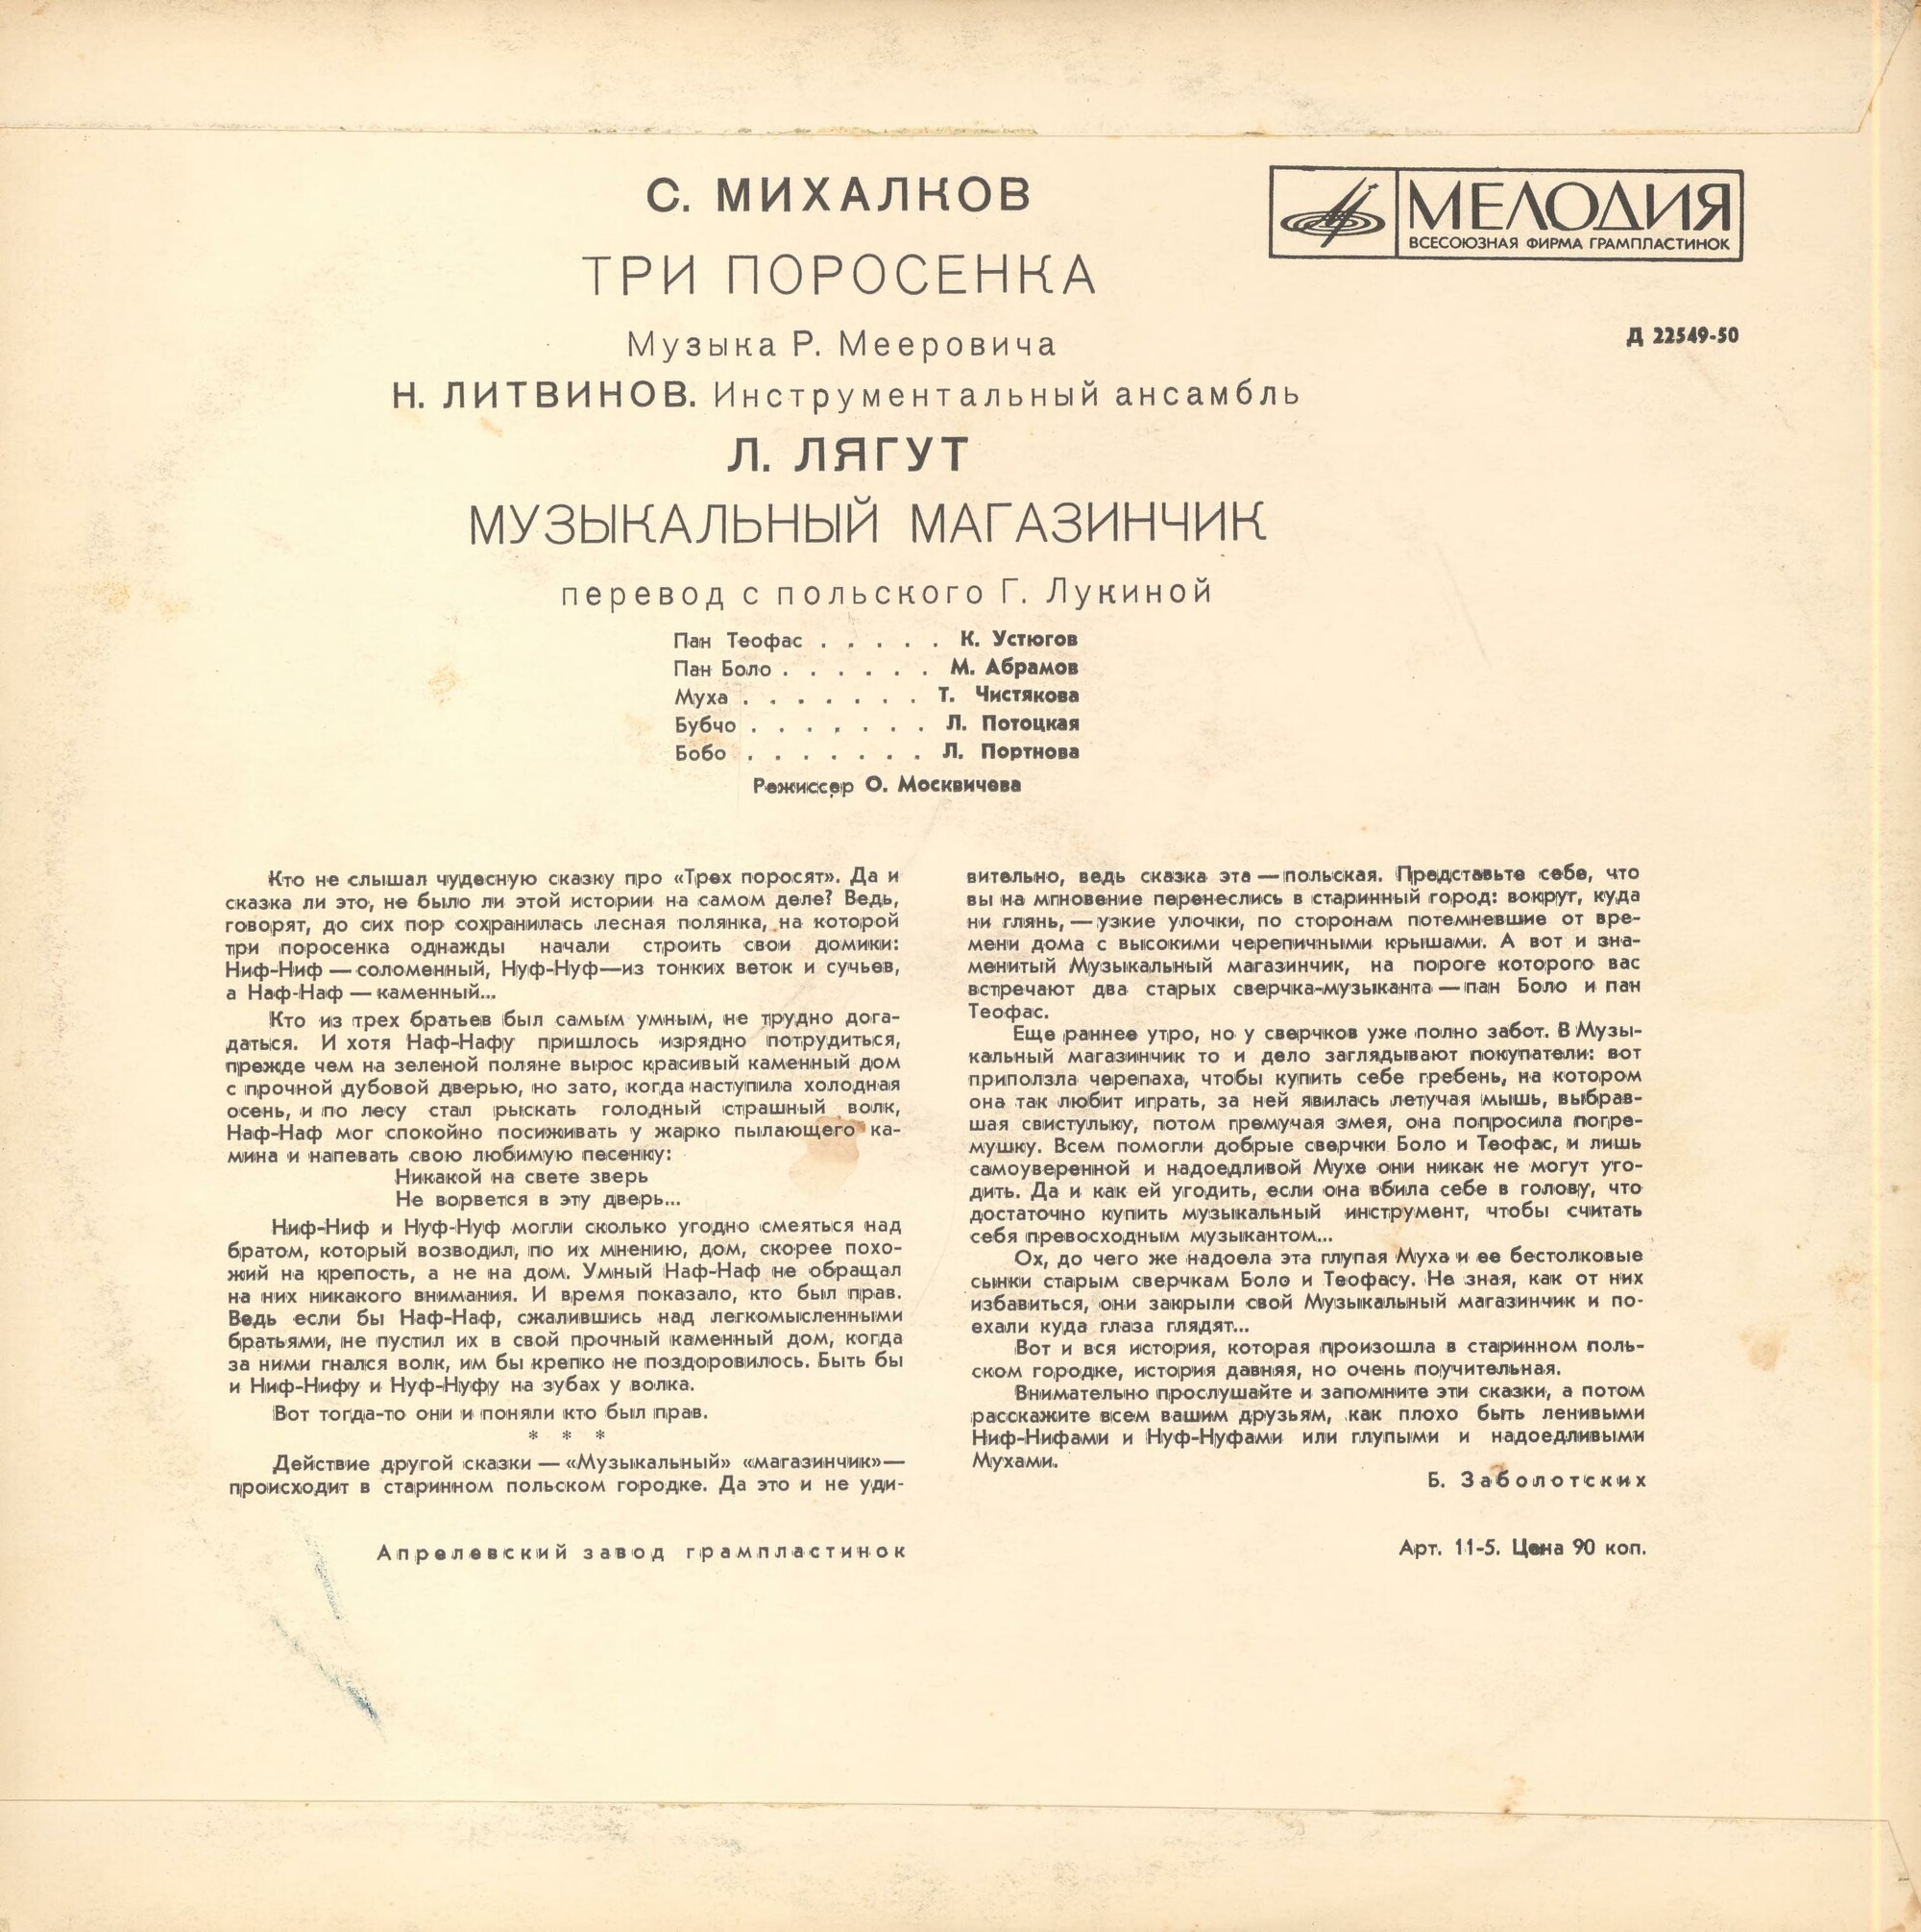 С. МИХАЛКОВ
ТРИ ПОРОСЕНКА
Музыка Р. Мееровича
Н. ЛИТВИНОВ. Инструментальный ансамбль
Л. ЛЯГУТ
МУЗЫКАЛЬНЫЙ МАГАЗИНЧИК
перевод с польского Г. Лукиной
МЕЛОДИЯ
ВСЕСОЮЗНАЯ ФИРМА ГРАМПЛАСТИНОК
Д 22549-50
Пан Теофас . . . . . К. Устюгов
Пан Боло . . . . . . М. Абрамов
Муха . . . . . . . Т. Чистякова
Бубчо . . . . . . . Л. Потоцкая
Бобо . . . . . . . Л. Портнова
Режиссер О. Москвичева
Кто не слышал чудесную сказку про «Трех поросят». Да и
сказка ли это, не было ли этой истории на самом деле? Ведь,
говорят, до сих пор сохранилась лесная полянка, на которой
три поросенка однажды начали строить свои домики:
Ниф-Ниф — соломенный, Нуф-Нуф—из тонких веток и сучьев,
а Наф-Наф — каменный...
Кто из трех братьев был самым умным, не трудно дога-
даться. И хотя Наф-Нафу пришлось изрядно потрудиться,
прежде чем на зеленой поляне вырос красивый каменный дом
с прочной дубовой дверью, но зато, когда наступила холодная
осень, и по лесу стал рыскать голодный страшный волк,
Наф-Наф мог спокойно посиживать у жарко пылающего ка-
мина и напевать свою любимую песенку:
Никакой на свете зверь
Не ворвется в эту дверь...
Ниф-Ниф и Нуф-Нуф могли сколько угодно смеяться над
братом, который возводил, по их мнению, дом, скорее похо-
жий на крепость, а не на дом. Умный Наф-Наф не обращал
на них никакого внимания. И время показало, кто был прав.
Ведь если бы Наф-Наф, сжалившись над легкомысленными
братьями, не пустил их в свой прочный каменный дом, когда
за ними гнался волк, им бы крепко не поздоровилось. Быть бы
и Ниф-Нифу и Нуф-Нуфу на зубах у волка.
Вот тогда-то они и поняли кто был прав.
* * *
Действие другой сказки — «Музыкальный» «магазинчик»—
происходит в старинном польском городке. Да это и не уди-
вительно, ведь сказка эта — польская. Представьте себе, что
вы на мгновение перенеслись в старинный город: вокруг, куда
ни глянь, — узкие улочки, по сторонам потемневшие от вре-
мени дома с высокими черепичными крышами. А вот и зна-
менитый Музыкальный магазинчик, на пороге которого вас
встречают два старых сверчка-музыканта — пан Боло и пан
Теофас.
Еще раннее утро, но у сверчков уже полно забот. В Музы-
кальный магазинчик то и дело заглядывают покупатели: вот
приползла черепаха, чтобы купить себе гребень, на котором
она так любит играть, за ней явилась летучая мышь, выбрав-
шая свистульку, потом гремучая змея, она попросила погре-
мушку. Всем помогли добрые сверчки Боло и Теофас, и лишь
самоуверенной и надоедливой Мухе они никак не могут уго-
дить. Да и как ей угодить, если она вбила себе в голову, что
достаточно купить музыкальный инструмент, чтобы считать
себя превосходным музыкантом...
Ох, до чего же надоела эта глупая Муха и ее бестолковые
сынки старым сверчкам Боло и Теофасу. Не зная, как от них
избавиться, они закрыли свой Музыкальный магазинчик и по-
ехали куда глаза глядят...
Вот и вся история, которая произошла в старинном поль-
ском городке, история давняя, но очень поучительная.
Внимательно прослушайте и запомните эти сказки, а потом
расскажите всем вашим друзьям, как плохо быть ленивыми
Ниф-Нифами и Нуф-Нуфами или глупыми и надоедливыми
Мухами.
Б. Заболотских
Апрелевский завод грампластинок
Арт. 11-5. Цена 90 коп.